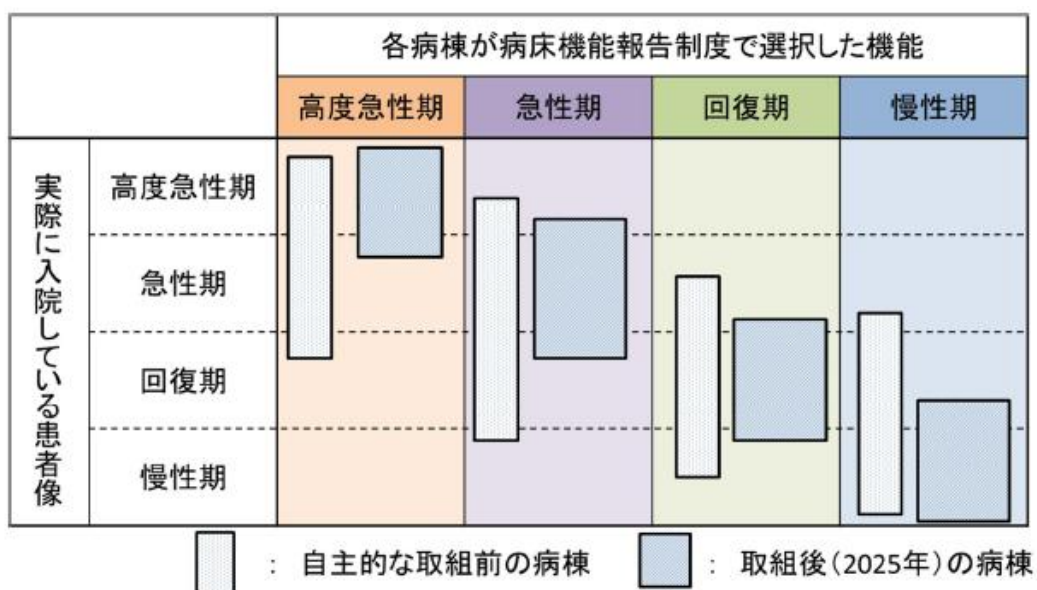 各病棟が病床機能報告制度で選択した機能
高度急性期 急性期 回復期 慢性期
実際に入院している患者像
高度急性期
急性期
回復期
慢性期
： 自主的な取組前の病棟 ： 取組後(2025年)の病棟